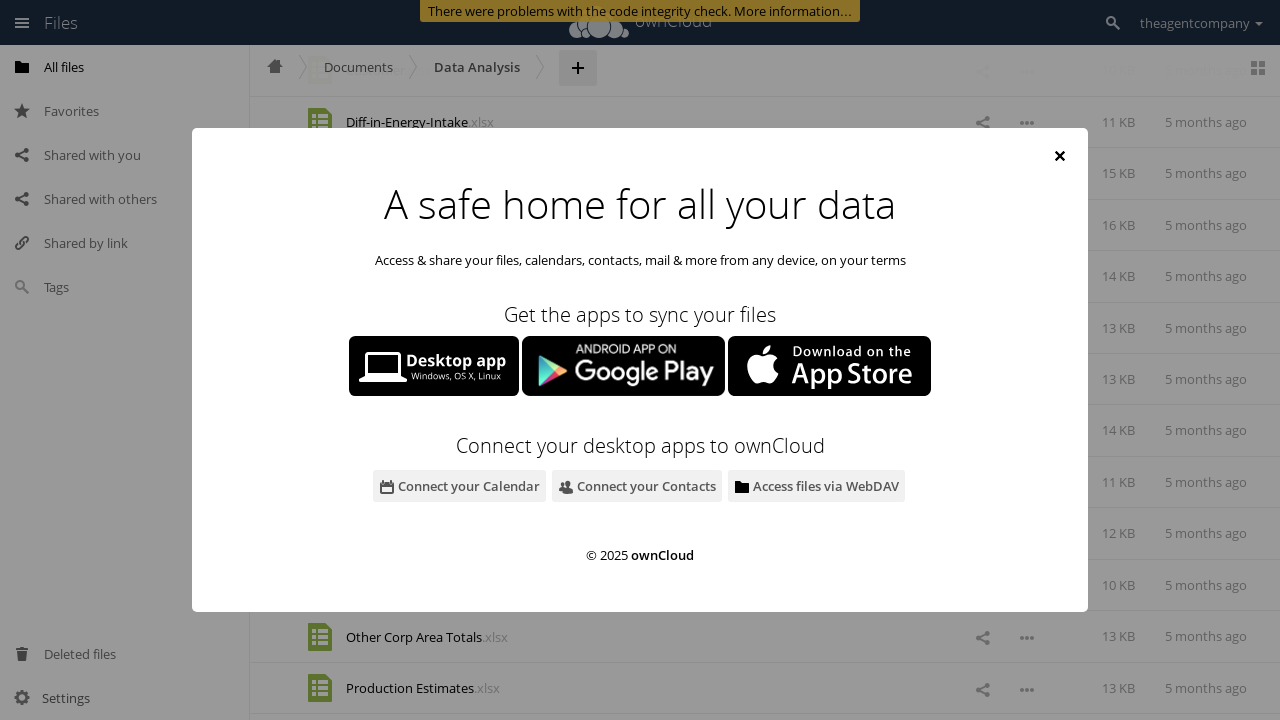 There were problems with the code integrity check. More information…
Files
ownCloud
theagentcompany
All files
Favorites
Shared with you
Shared with others
Shared by link
Tags
Deleted files
Settings
Documents
Data Analysis
Diff-in-Energy-Intake.xlsx 11 KB 5 months ago
15 KB 5 months ago
16 KB 5 months ago
14 KB 5 months ago
13 KB 5 months ago
13 KB 5 months ago
14 KB 5 months ago
11 KB 5 months ago
12 KB 5 months ago
10 KB 5 months ago
Other Corp Area Totals.xlsx 13 KB 5 months ago
Production Estimates.xlsx 13 KB 5 months ago
A safe home for all your data
Access & share your files, calendars, contacts, mail & more from any device, on your terms
Get the apps to sync your files
Desktop app
Windows, OS X, Linux
ANDROID APP ON
Google Play
Download on the
App Store
Connect your desktop apps to ownCloud
Connect your Calendar
Connect your Contacts
Access files via WebDAV
© 2025 ownCloud